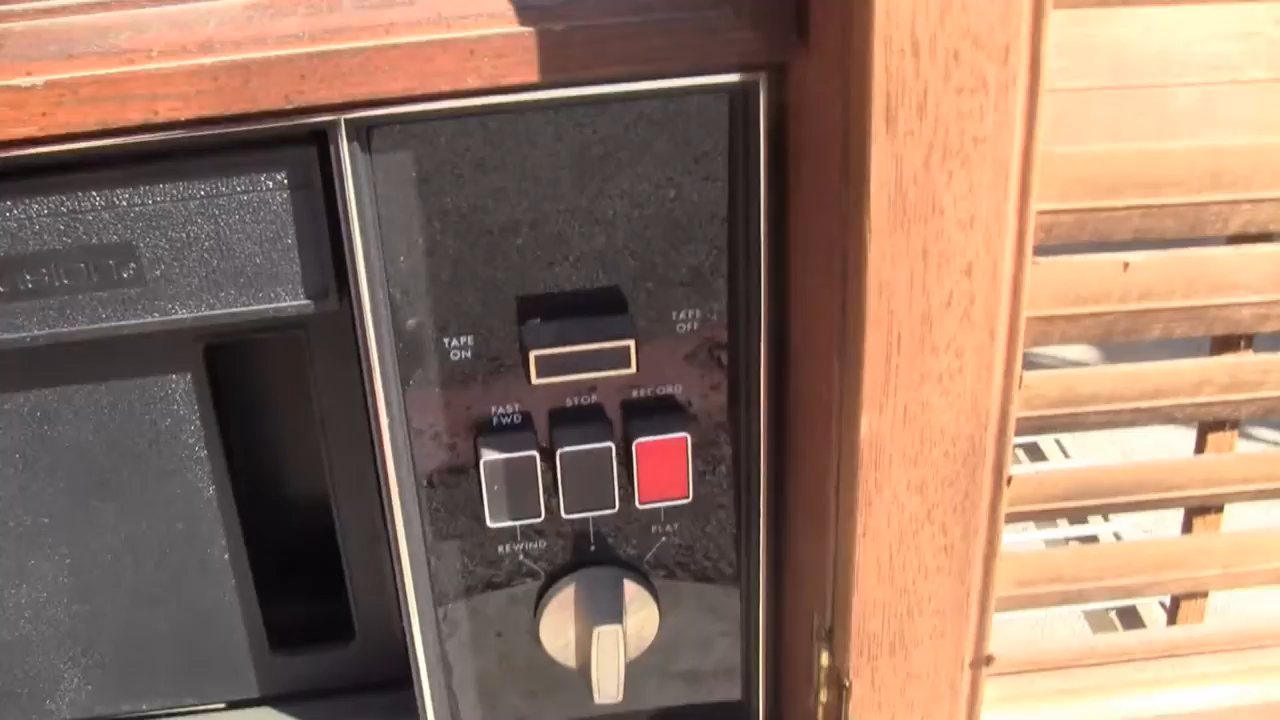 TAPE
ON
TAPE
OFF
FAST
FWD
STOP
RECORD
REWIND
PLAY